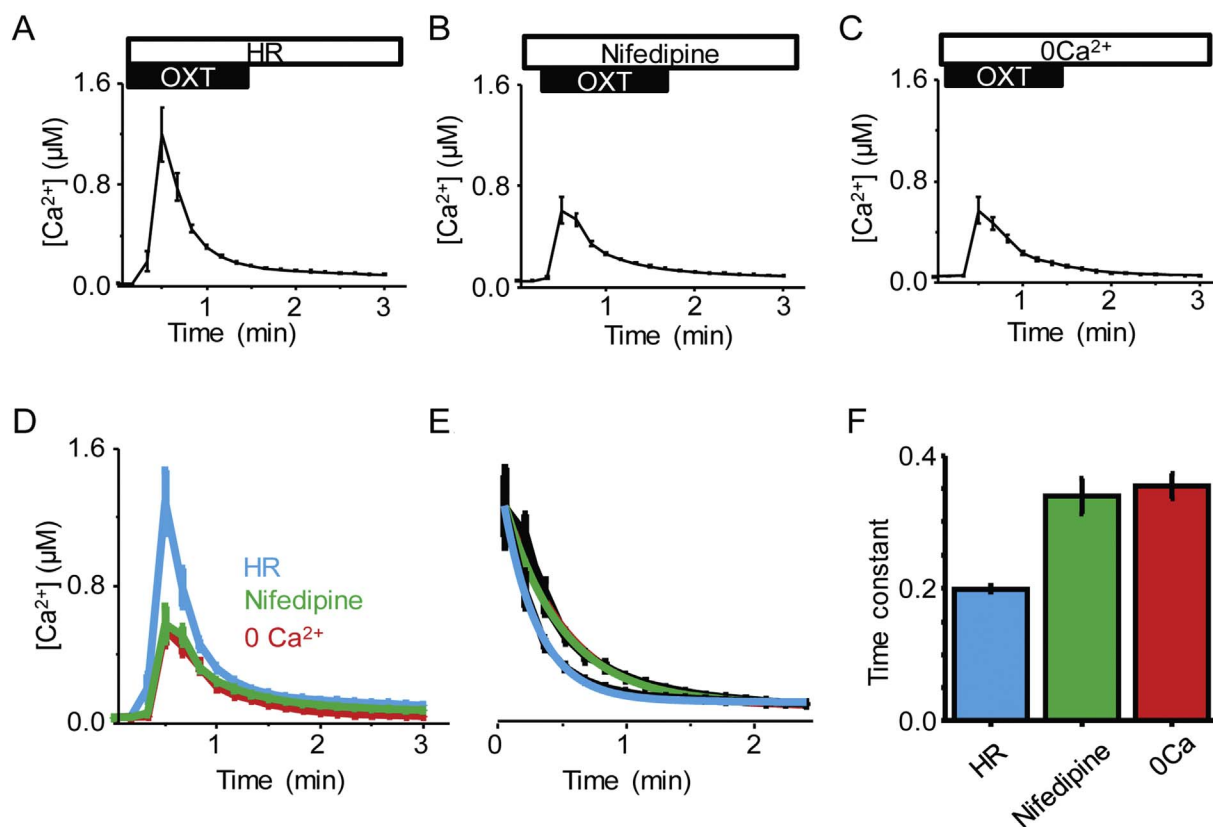 A
HR
OXT
1.6
0.8
0.0
[Ca²⁺] (µM)
1
2
3
Time (min)
B
Nifedipine
OXT
1.6
0.8
0.0
[Ca²⁺] (µM)
1
2
3
Time (min)
C
0Ca²⁺
OXT
1.6
0.8
0.0
[Ca²⁺] (µM)
1
2
3
Time (min)
D
1.6
0.8
0.0
[Ca²⁺] (µM)
HR
Nifedipine
0 Ca²⁺
1
2
3
Time (min)
E
0
1
2
Time (min)
F
0.4
0.2
0.0
Time constant
HR
Nifedipine
0Ca